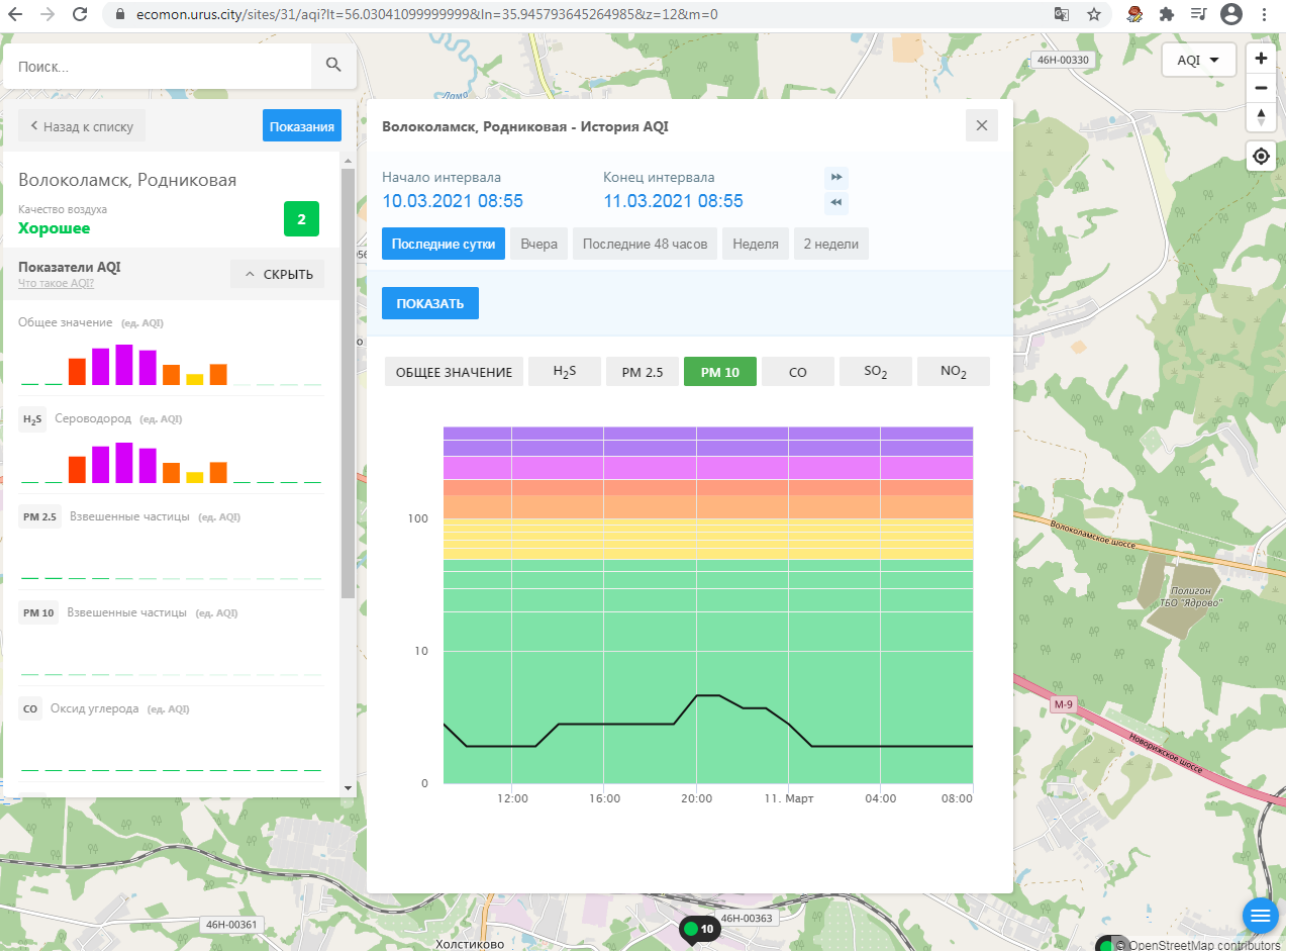 ecomon.urus.city/sites/31/aqi?lt=56.03041099999999&ln=35.945793645264985&z=12&m=0
Поиск...
46Н-00330
AQI
Назад к списку
Показания
Волоколамск, Родниковая - История AQI
Волоколамск, Родниковая
Качество воздуха
Хорошее
2
Начало интервала
Конец интервала
10.03.2021 08:55
11.03.2021 08:55
Последние сутки
Вчера
Последние 48 часов
Неделя
2 недели
Показатели AQI
Что такое AQI?
СКРЫТЬ
ПОКАЗАТЬ
Общее значение (ед. AQI)
ОБЩЕЕ ЗНАЧЕНИЕ
H2S
PM 2.5
PM 10
CO
SO2
NO2
H2S Сероводород (ед. AQI)
PM 2.5 Взвешенные частицы (ед. AQI)
PM 10 Взвешенные частицы (ед. AQI)
CO Оксид углерода (ед. AQI)
100
10
0
12:00
16:00
20:00
11. Март
04:00
08:00
Волоколамское шоссе
Полигон
ТБО "Ядрово"
М-9
Новорижское шоссе
46Н-00361
10
46Н-00363
Холстиково
© OpenStreetMap contributors